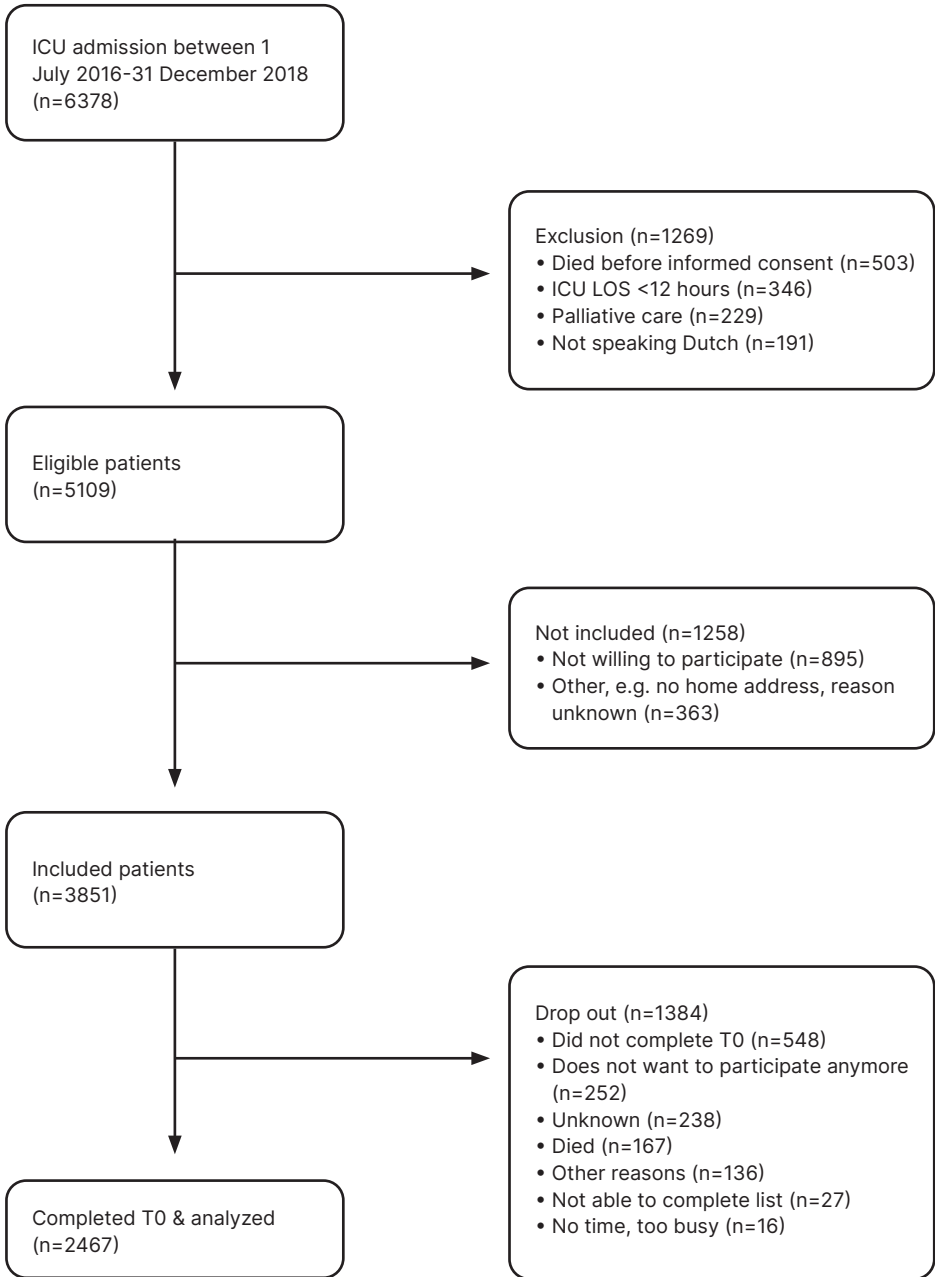 ICU admission between 1
July 2016-31 December 2018
(n=6378)
Exclusion (n=1269)
• Died before informed consent (n=503)
• ICU LOS <12 hours (n=346)
• Palliative care (n=229)
• Not speaking Dutch (n=191)
Eligible patients
(n=5109)
Not included (n=1258)
• Not willing to participate (n=895)
• Other, e.g. no home address, reason
unknown (n=363)
Included patients
(n=3851)
Drop out (n=1384)
• Did not complete T0 (n=548)
• Does not want to participate anymore
(n=252)
• Unknown (n=238)
• Died (n=167)
• Other reasons (n=136)
• Not able to complete list (n=27)
• No time, too busy (n=16)
Completed T0 & analyzed
(n=2467)